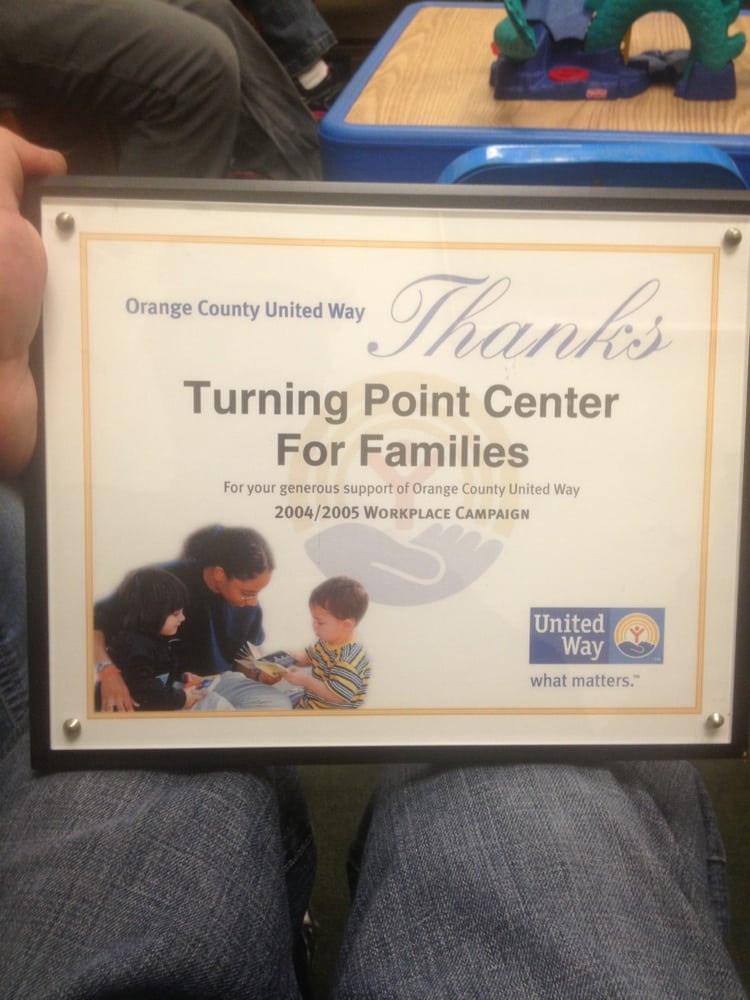 Orange County United Way Thanks
Turning Point Center
For Families
For your generous support of Orange County United Way
2004/2005 WORKPLACE CAMPAIGN
United
Way
what matters.™